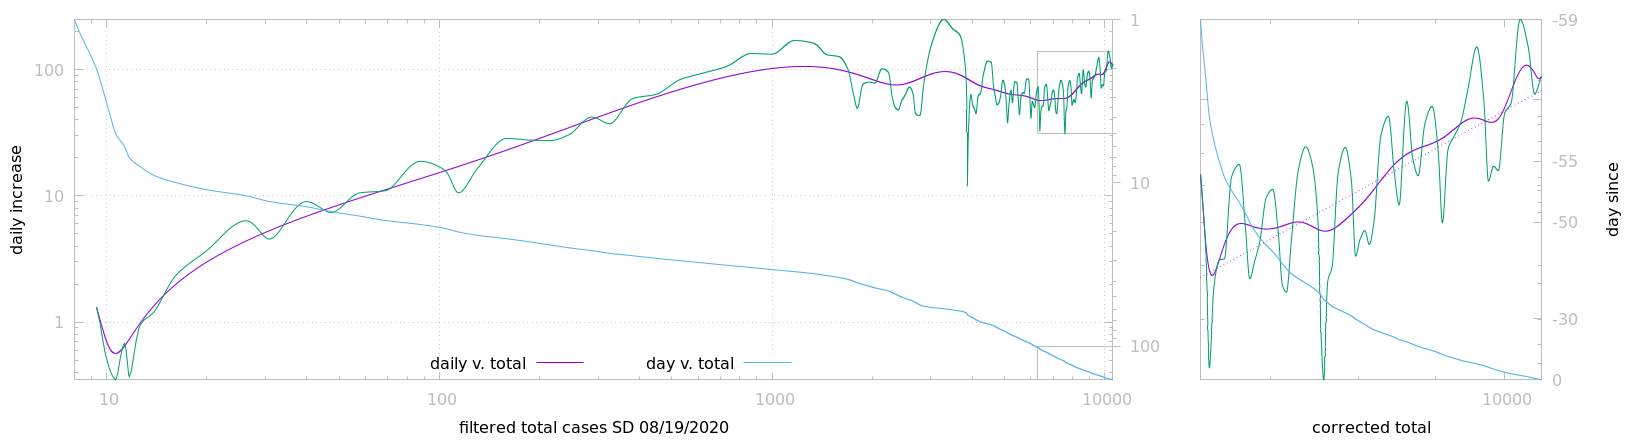 1
-59
100
daily increase
-55
10
10
-50
day since
1
-30
daily v. total
day v. total
100
0
10
100
1000
10000
10000
filtered total cases SD 08/19/2020
corrected total